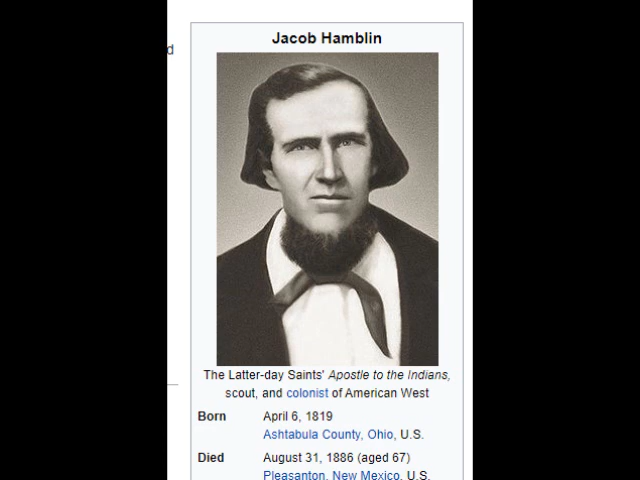 Jacob Hamblin
d
The Latter-day Saints' Apostle to the Indians,
scout, and colonist of American West
Born April 6, 1819
Ashtabula County, Ohio, U.S.
Died August 31, 1886 (aged 67)
Pleasanton, New Mexico, U.S.